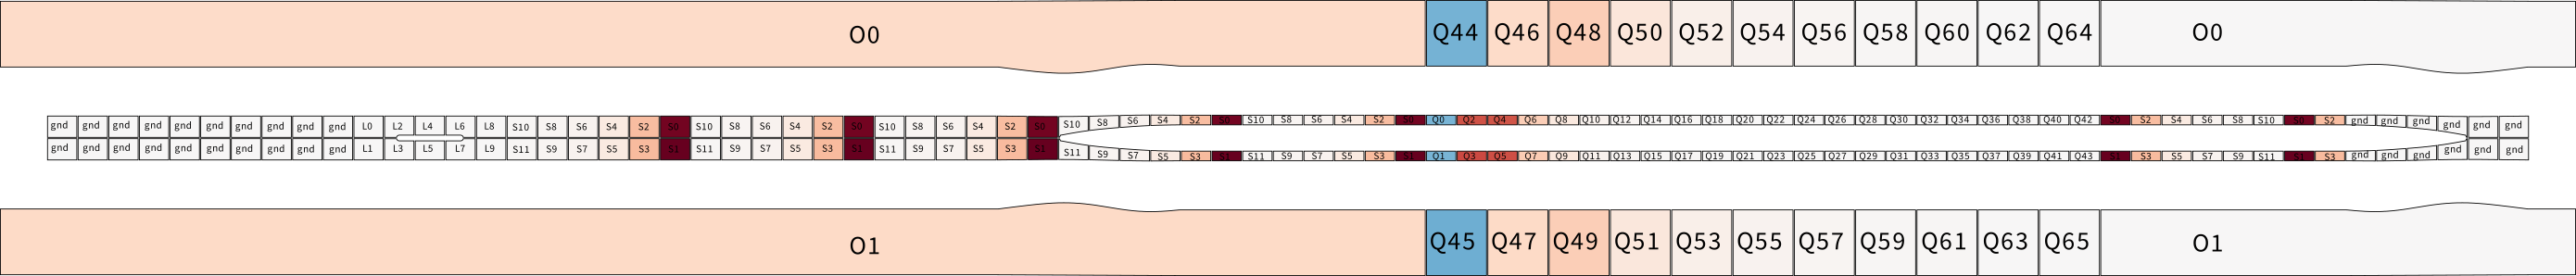 O0 Q44 Q46 Q48 Q50 Q52 Q54 Q56 Q58 Q60 Q62 Q64 O0
gnd gnd gnd gnd gnd gnd gnd gnd gnd gnd L0 L2 L4 L6 L8 S10 S8 S6 S4 S2 S0 S10 S8 S6 S4 S2 S0 S10 S8 S6 S4 S2 S0 S10 S8 S6 S4 S2 S0 S10 S8 S6 S4 S2 S0 Q0 Q2 Q4 Q6 Q8 Q10 Q12 Q14 Q16 Q18 Q20 Q22 Q24 Q26 Q28 Q30 Q32 Q34 Q36 Q38 Q40 Q42 S0 S2 S4 S6 S8 S10 S0 S2 gnd gnd gnd gnd gnd gnd
gnd gnd gnd gnd gnd gnd gnd gnd gnd gnd L1 L3 L5 L7 L9 S11 S9 S7 S5 S3 S1 S11 S9 S7 S5 S3 S1 S11 S9 S7 S5 S3 S1 S11 S9 S7 S5 S3 S1 S11 S9 S7 S5 S3 S1 Q1 Q3 Q5 Q7 Q9 Q11 Q13 Q15 Q17 Q19 Q21 Q23 Q25 Q27 Q29 Q31 Q33 Q35 Q37 Q39 Q41 Q43 S1 S3 S5 S7 S9 S11 S1 S3 gnd gnd gnd gnd gnd gnd
O1 Q45 Q47 Q49 Q51 Q53 Q55 Q57 Q59 Q61 Q63 Q65 O1